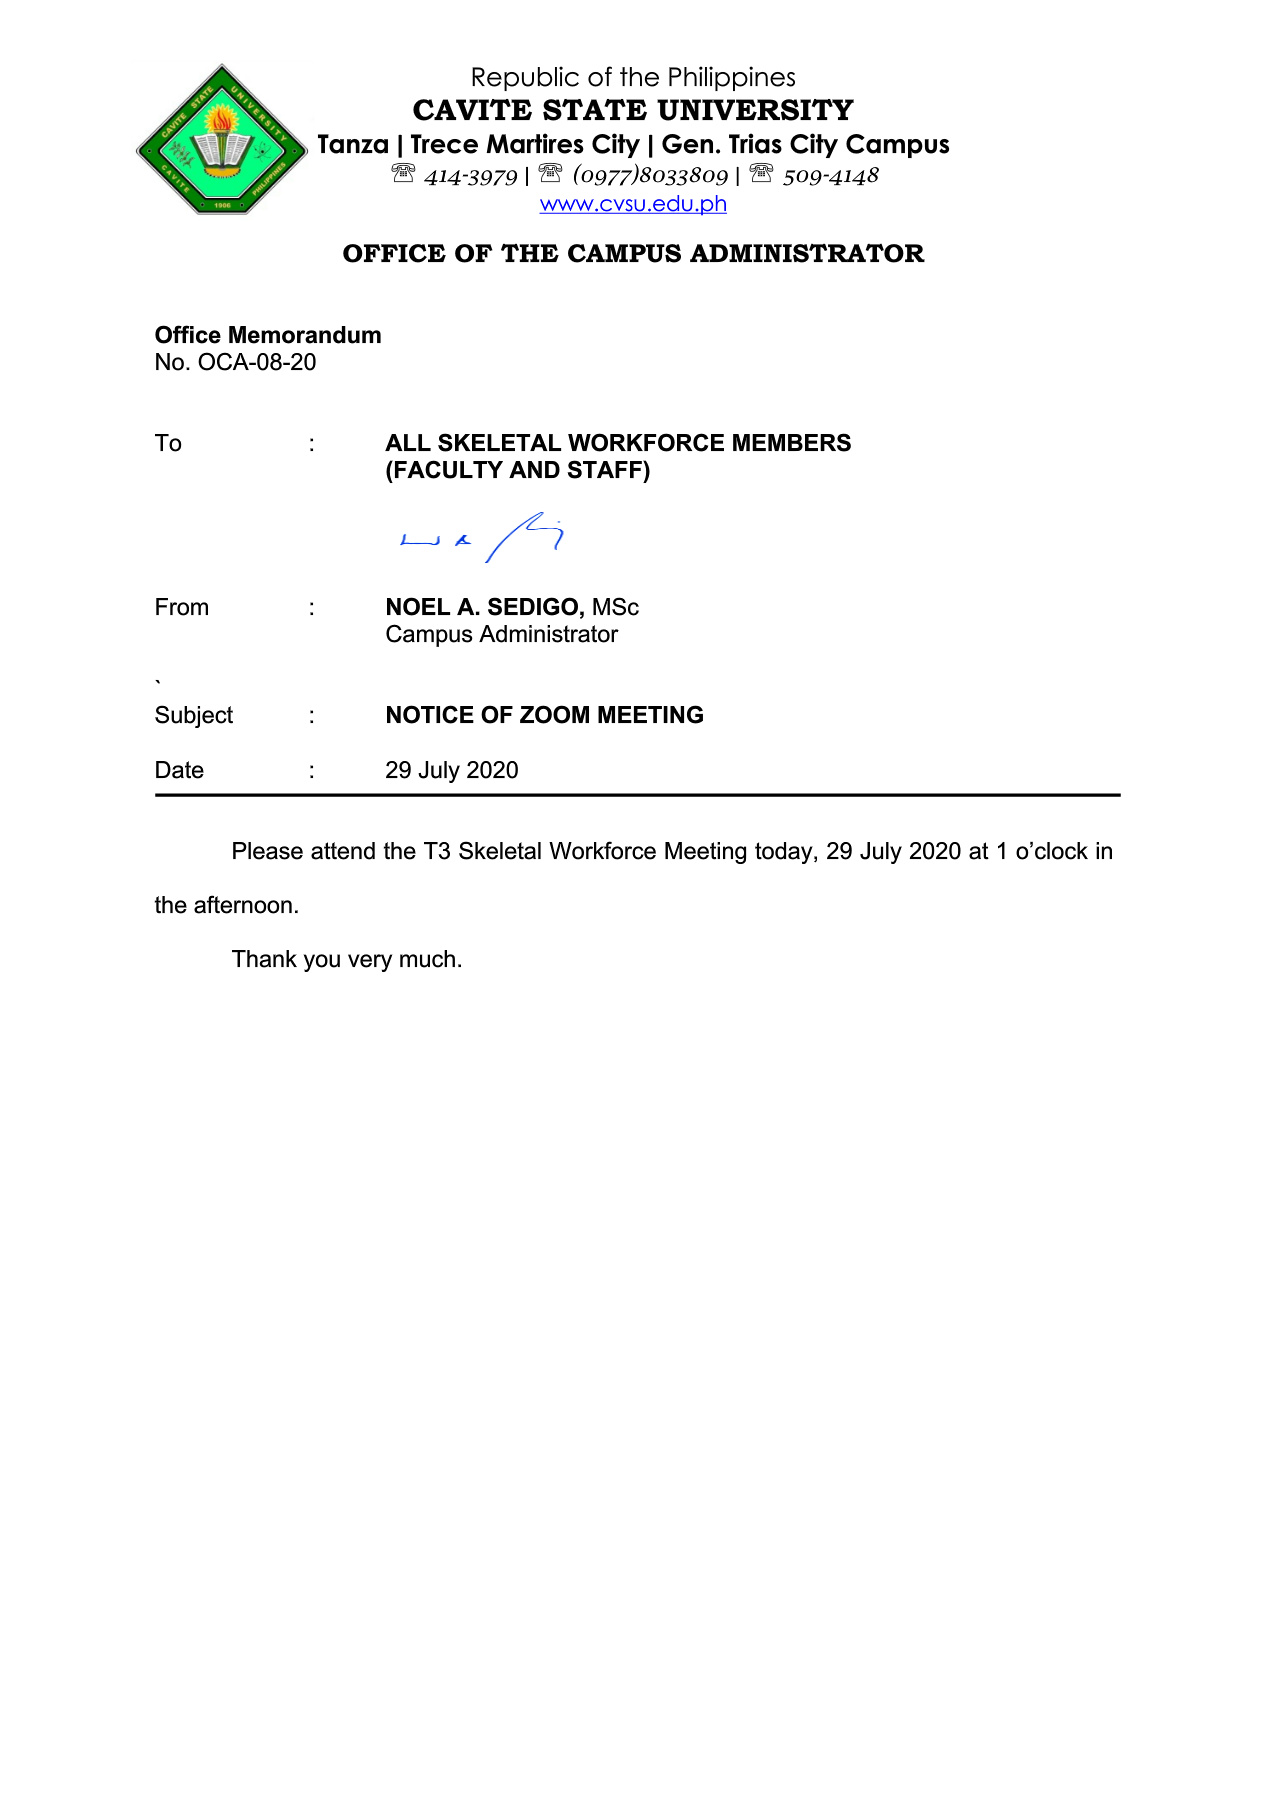 CAVITE STATE UNIVERSITY
CAVITE
PHILIPPINES
1906
Republic of the Philippines
CAVITE STATE UNIVERSITY
Tanza | Trece Martires City | Gen. Trias City Campus
☏ 414-3979 | ☏ (0977)8033809 | ☏ 509-4148
www.cvsu.edu.ph
OFFICE OF THE CAMPUS ADMINISTRATOR
Office Memorandum
No. OCA-08-20
To : ALL SKELETAL WORKFORCE MEMBERS
(FACULTY AND STAFF)
From : NOEL A. SEDIGO, MSc
Campus Administrator
`
Subject : NOTICE OF ZOOM MEETING
Date : 29 July 2020
Please attend the T3 Skeletal Workforce Meeting today, 29 July 2020 at 1 o’clock in
the afternoon.
Thank you very much.